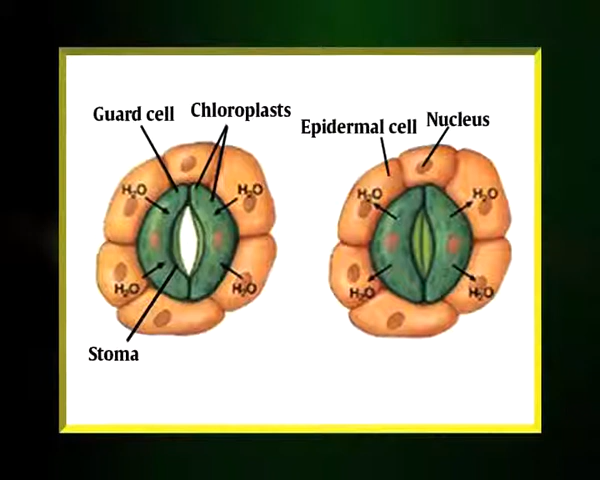 Guard cell
Chloroplasts
Epidermal cell
Nucleus
H₂O
H₂O
H₂O
H₂O
H₂O
H₂O
H₂O
H₂O
Stoma